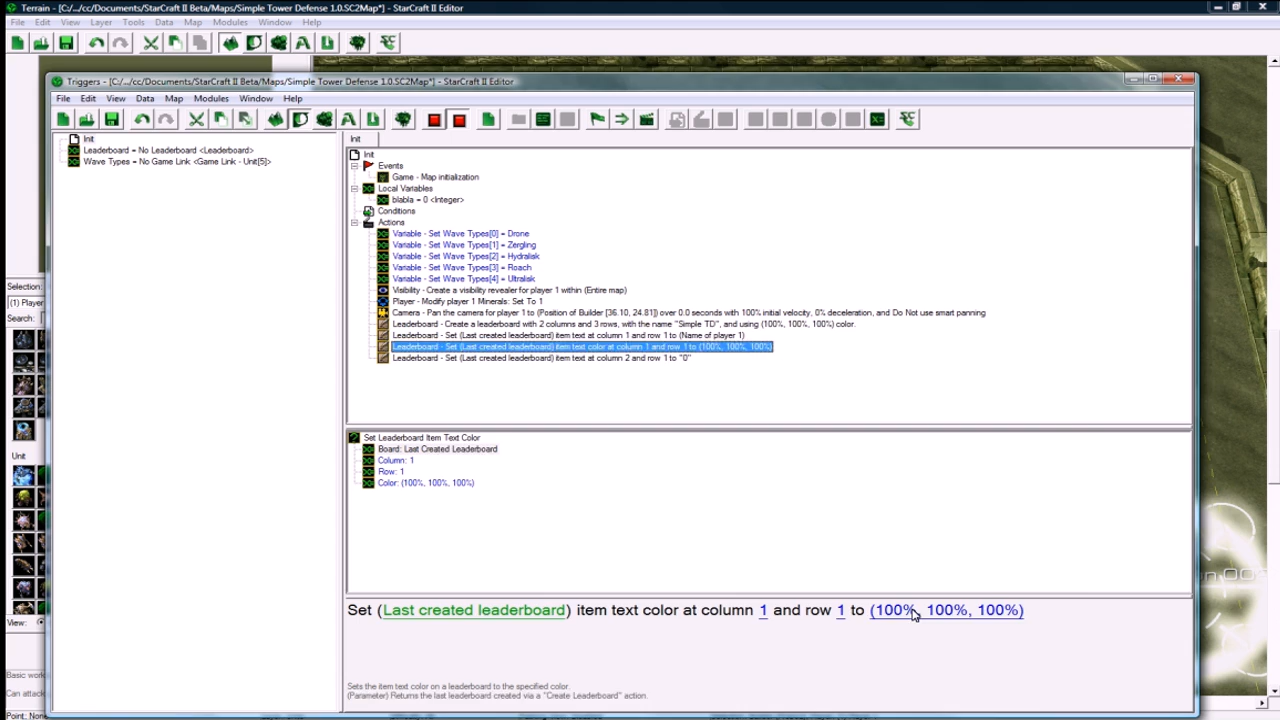 Terrain - [C:/.../cc/Documents/StarCraft II Beta/Maps/Simple Tower Defense 1.0.SC2Map*] - StarCraft II Editor
File Edit View Layer Tools Data Map Modules Window Help
Triggers - [C:/.../cc/Documents/StarCraft II Beta/Maps/Simple Tower Defense 1.0.SC2Map*] - StarCraft II Editor
File Edit View Data Map Modules Window Help
Init
Leaderboard = No Leaderboard <Leaderboard>
Wave Types = No Game Link <Game Link - Unit[5]>
Init
Init
Events
Game - Map initialization
Local Variables
blabla = 0 <Integer>
Conditions
Actions
Variable - Set Wave Types[0] = Drone
Variable - Set Wave Types[1] = Zergling
Variable - Set Wave Types[2] = Hydralisk
Variable - Set Wave Types[3] = Roach
Variable - Set Wave Types[4] = Ultralisk
Visibility - Create a visibility revealer for player 1 within (Entire map)
Player - Modify player 1 Minerals: Set To 1
Camera - Pan the camera for player 1 to (Position of Builder [36.10, 24.81]) over 0.0 seconds with 100% initial velocity, 0% deceleration, and Do Not use smart panning
Leaderboard - Create a leaderboard with 2 columns and 3 rows, with the name "Simple TD", and using (100%, 100%, 100%) color.
Leaderboard - Set (Last created leaderboard) item text at column 1 and row 1 to (Name of player 1)
Leaderboard - Set (Last created leaderboard) item text color at column 1 and row 1 to (100%, 100%, 100%)
Leaderboard - Set (Last created leaderboard) item text at column 2 and row 1 to "0"
Set Leaderboard Item Text Color
Board: Last Created Leaderboard
Column: 1
Row: 1
Color: (100%, 100%, 100%)
Set (Last created leaderboard) item text color at column 1 and row 1 to (100%, 100%, 100%)
Sets the item text color on a leaderboard to the specified color.
(Parameter) Returns the last leaderboard created via a "Create Leaderboard" action.
Selection:
(1) Player
Search:
Unit
View:
Basic
Can attack
Point: None